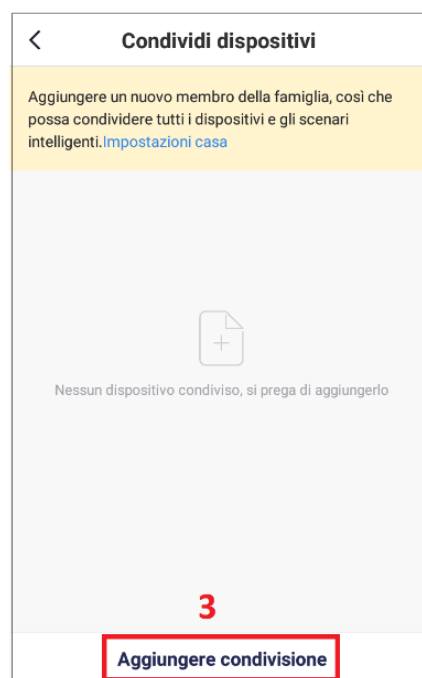 Condividi dispositivi
Aggiungere un nuovo membro della famiglia, così che
possa condividere tutti i dispositivi e gli scenari
intelligenti.Impostazioni casa
Nessun dispositivo condiviso, si prega di aggiungerlo
3
Aggiungere condivisione